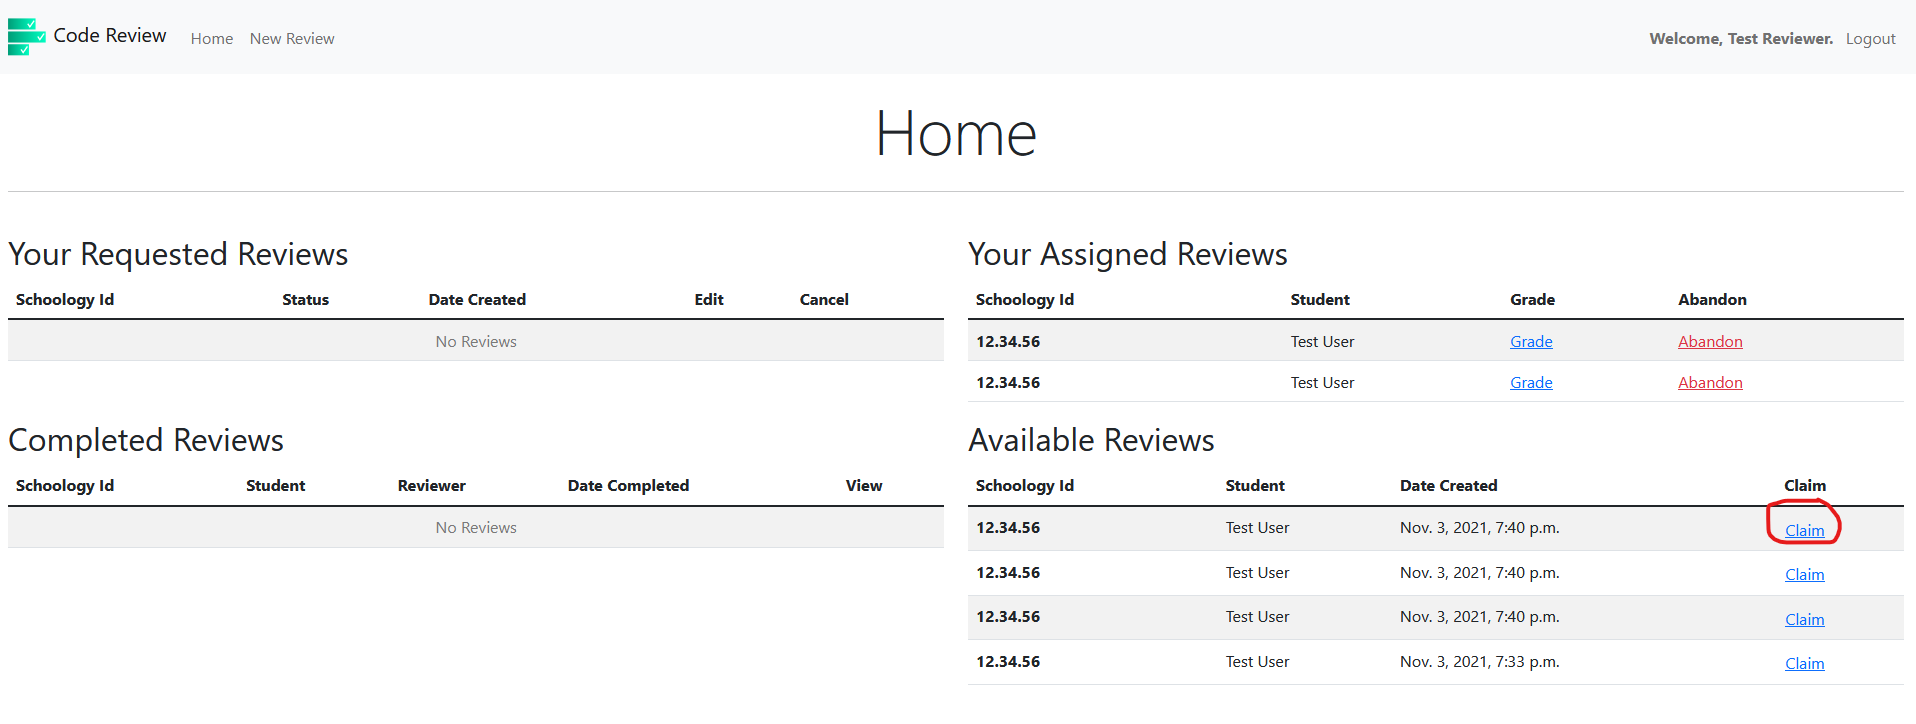 Code Review Home New Review Welcome, Test Reviewer. Logout
Home
Your Requested Reviews
Schoology Id Status Date Created Edit Cancel
No Reviews
Your Assigned Reviews
Schoology Id Student Grade Abandon
12.34.56 Test User Grade Abandon
12.34.56 Test User Grade Abandon
Completed Reviews
Schoology Id Student Reviewer Date Completed View
No Reviews
Available Reviews
Schoology Id Student Date Created Claim
12.34.56 Test User Nov. 3, 2021, 7:40 p.m. Claim
12.34.56 Test User Nov. 3, 2021, 7:40 p.m. Claim
12.34.56 Test User Nov. 3, 2021, 7:40 p.m. Claim
12.34.56 Test User Nov. 3, 2021, 7:33 p.m. Claim